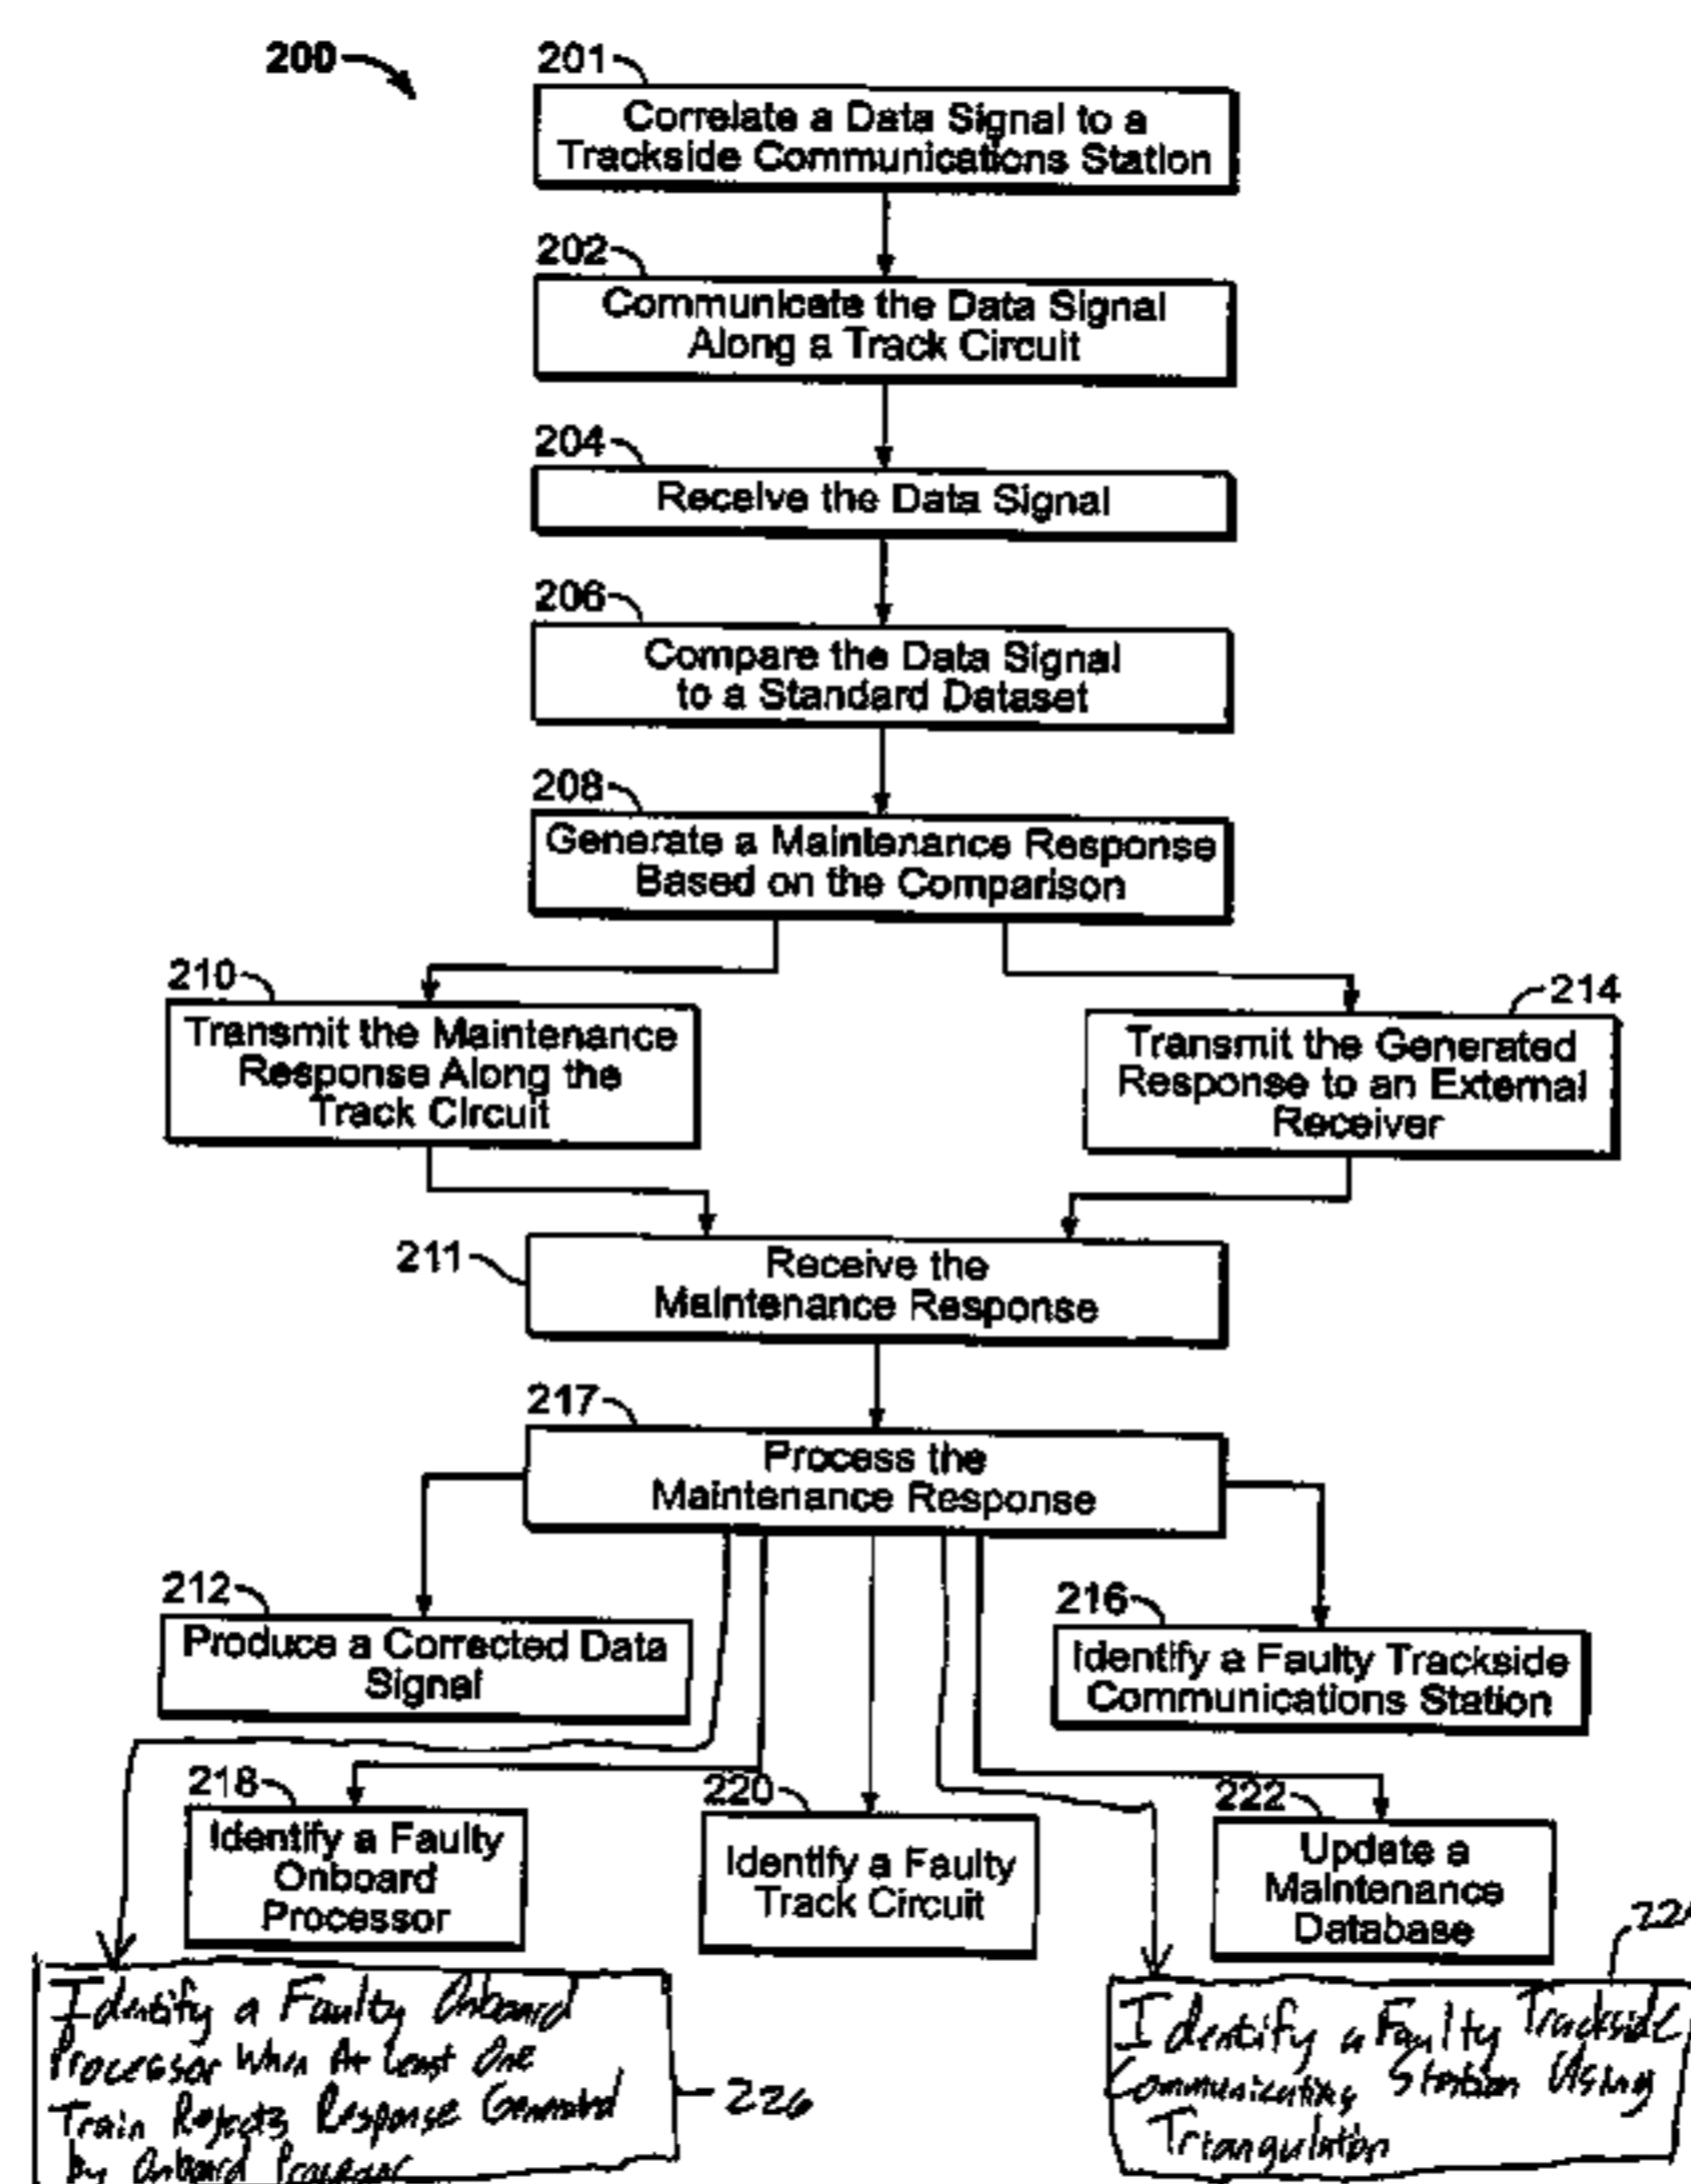 200
201
Correlate a Data Signal to a
Trackside Communications Station
202
Communicate the Data Signal
Along a Track Circuit
204
Receive the Data Signal
206
Compare the Data Signal
to a Standard Dataset
208
Generate a Maintenance Response
Based on the Comparison
210
Transmit the Maintenance
Response Along the
Track Circuit
214
Transmit the Generated
Response to an External
Receiver
211
Receive the
Maintenance Response
217
Process the
Maintenance Response
212
Produce a Corrected Data
Signal
216
Identify a Faulty Trackside
Communications Station
218
Identify a Faulty
Onboard
Processor
220
Identify a Faulty
Track Circuit
222
Update a
Maintenance
Database
Identify a Faulty Onboard
Processor When At Least One
Train Rejects Response Generated
by Onboard Processor
226
Identify a Faulty Trackside
Communications Station Using
Triangulation